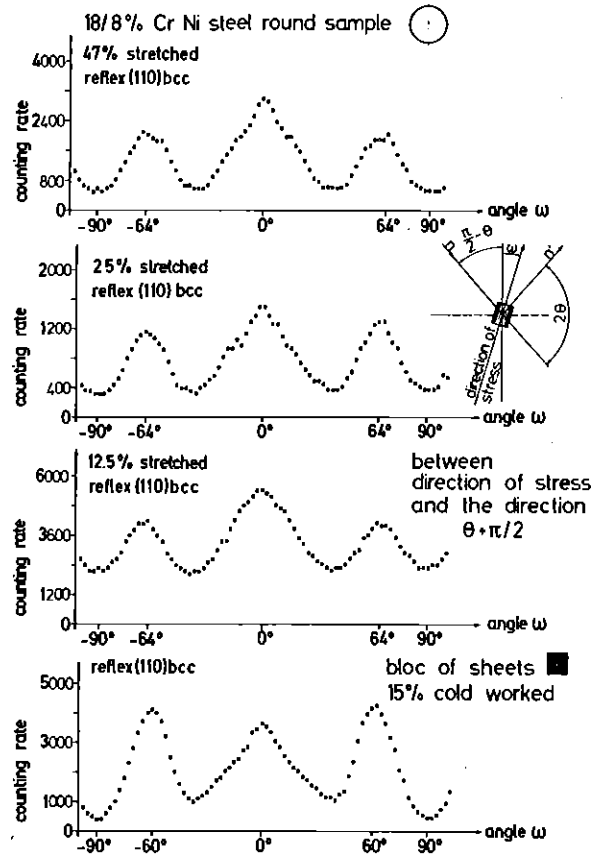 18/8% Cr Ni steel round sample
47% stretched
reflex (110) bcc
counting rate
4000
2400
800
0
-90° -64° 0° 64° 90°
angle ω
25% stretched
reflex (110) bcc
counting rate
2000
1200
400
0
-90° -64° 0° 64° 90°
angle ω
π/2-θ
ω
n
n'
2θ
direction of
stress
12.5% stretched
reflex (110) bcc
counting rate
6000
3600
1200
0
-90° -64° 0° 64° 90°
angle ω
between
direction of stress
and the direction
θ+π/2
reflex (110) bcc
counting rate
5000
3000
1000
0
-90° -60° 0° 60° 90°
angle ω
bloc of sheets
15% cold worked